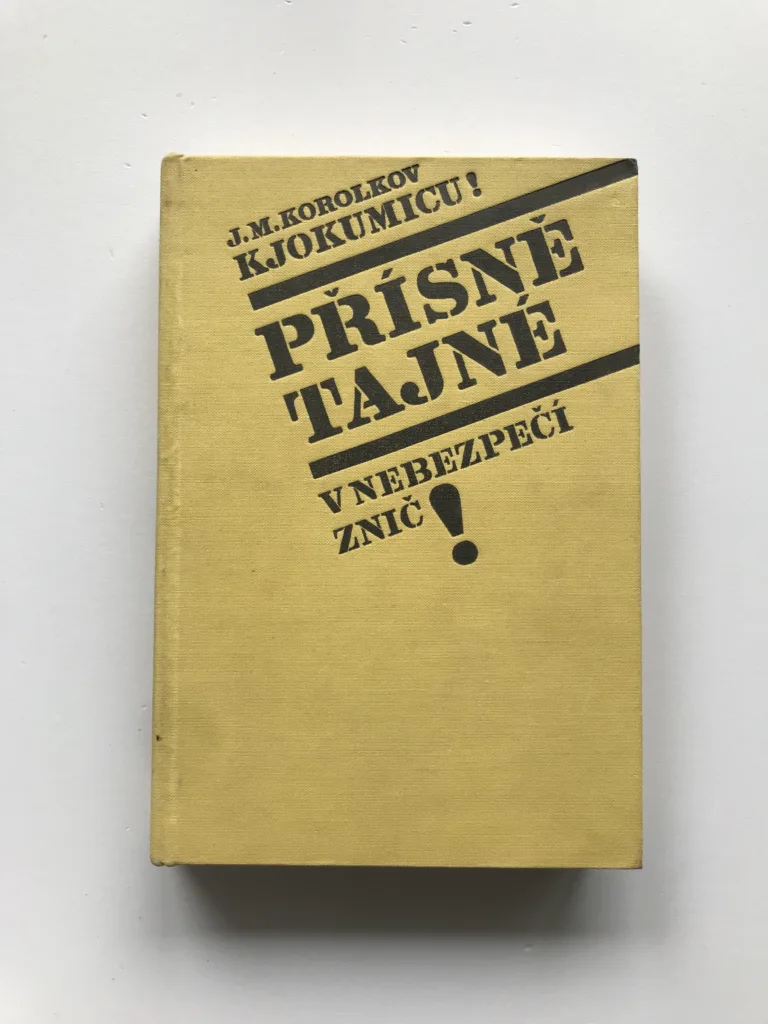 J.M.KOROLKOV
KJOKUMICU!
PŘÍSNĚ
TAJNÉ
V NEBEZPEČÍ
ZNIČ!